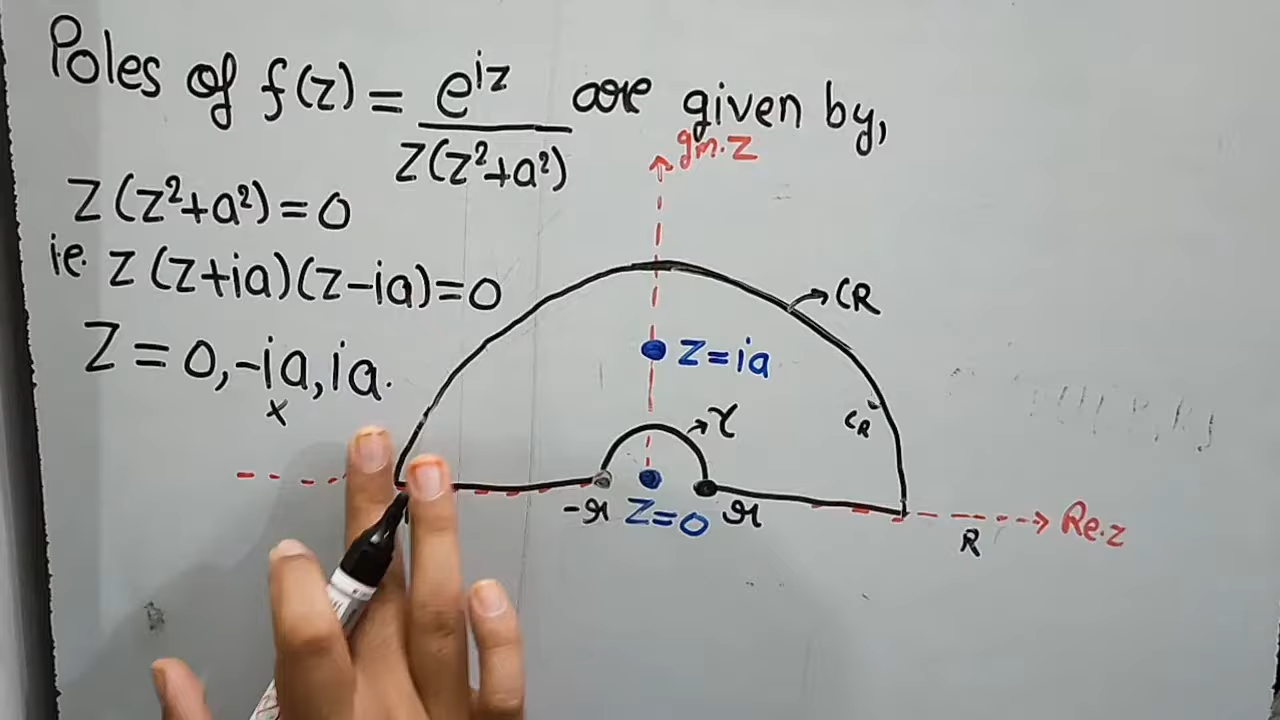 Poles of f(z) = e^{iz} / z(z²+a²) are given by,
z(z²+a²)=0
i.e. z(z+ia)(z-ia)=0
z = 0, -ia, ia.
x
Im. z
CR
z=ia
CR
γ
-r z=0 r
R
Re. z